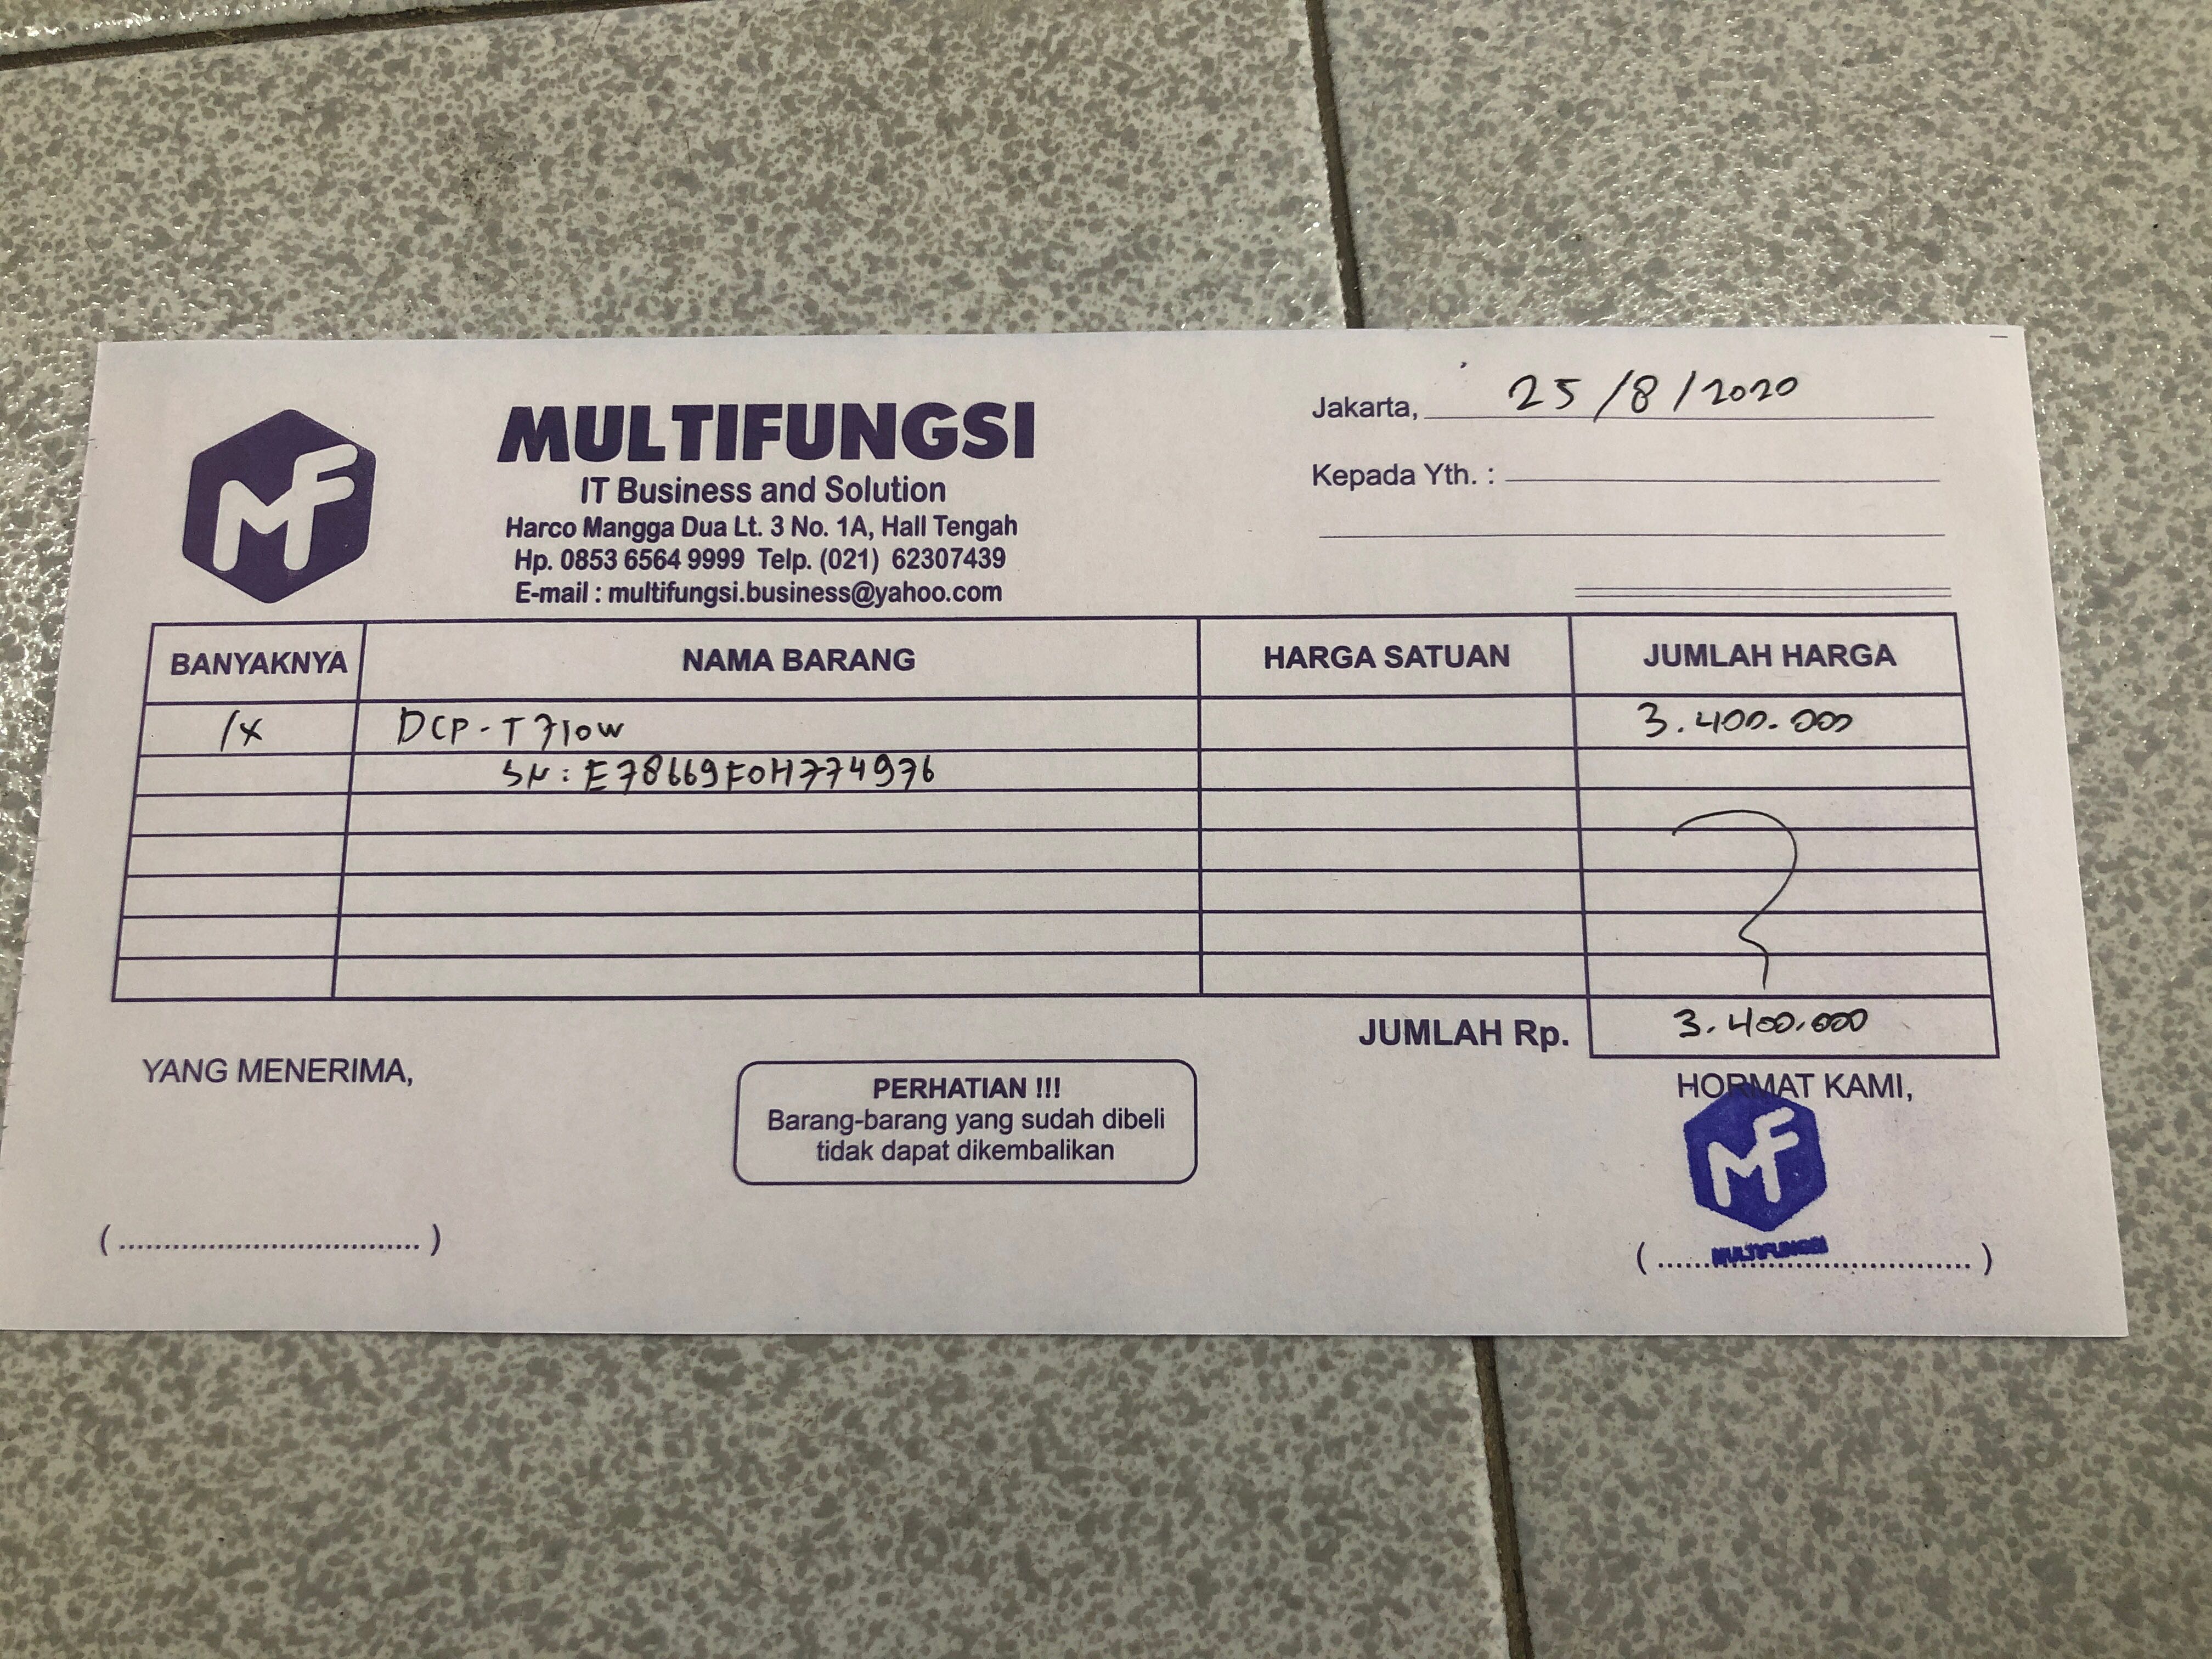 MF
MULTIFUNGSI
IT Business and Solution
Harco Mangga Dua Lt. 3 No. 1A, Hall Tengah
Hp. 0853 6564 9999 Telp. (021) 62307439
E-mail : multifungsi.business@yahoo.com
Jakarta, 25/8/2020
Kepada Yth. :
BANYAKNYA NAMA BARANG HARGA SATUAN JUMLAH HARGA
1x DCP-T710W 3.400.000
SN: E78669F0H774976
JUMLAH Rp. 3.400.000
YANG MENERIMA,
PERHATIAN !!!
Barang-barang yang sudah dibeli
tidak dapat dikembalikan
HORMAT KAMI,
MF
MULTIFUNGSI
(....................................) (....................................)